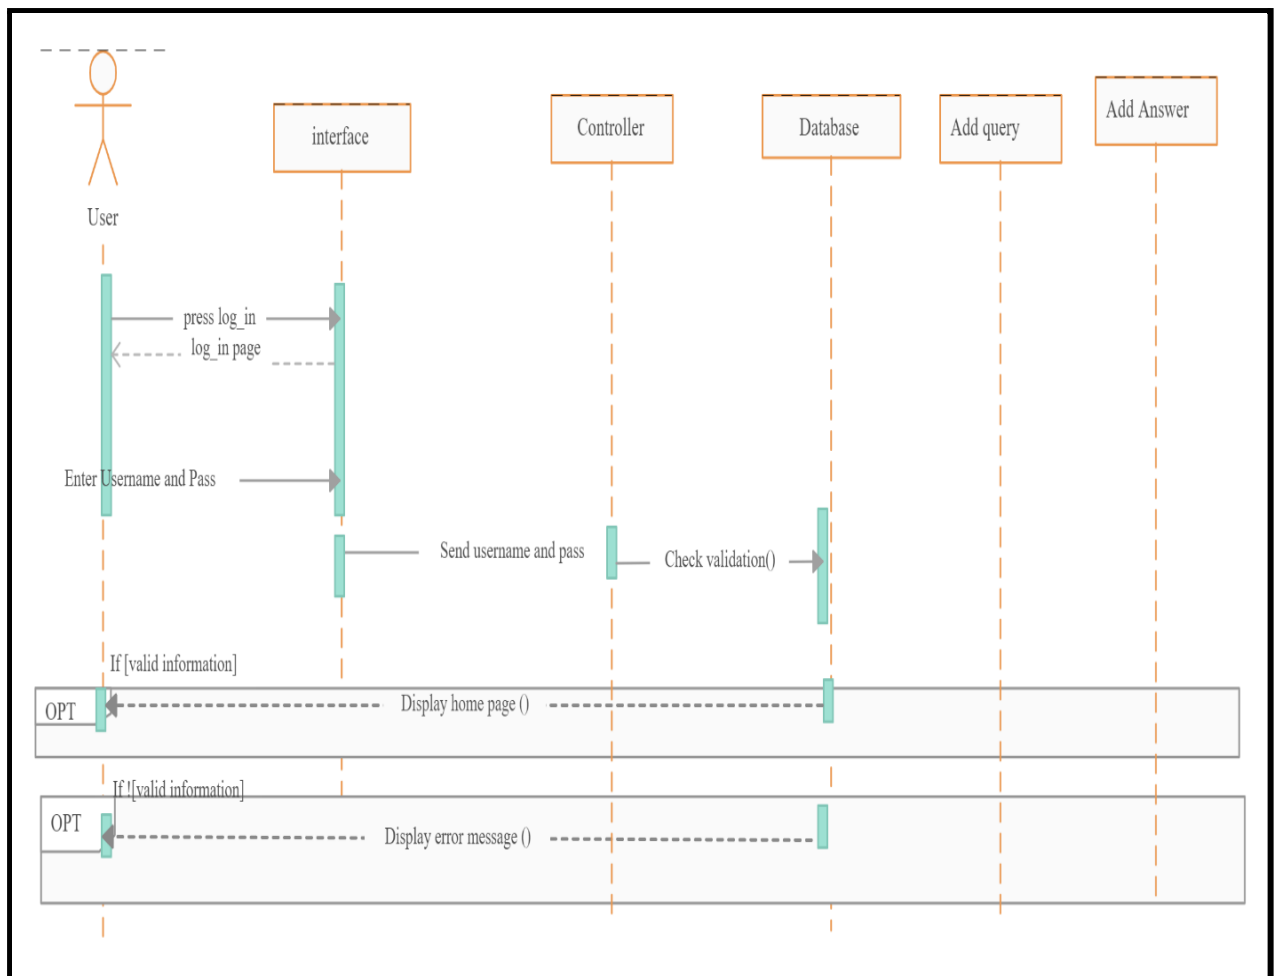 User
interface
Controller
Database
Add query
Add Answer
press log_in
log_in page
Enter Username and Pass
Send username and pass
Check validation()
If [valid information]
OPT
Display home page ()
If ![valid information]
OPT
Display error message ()